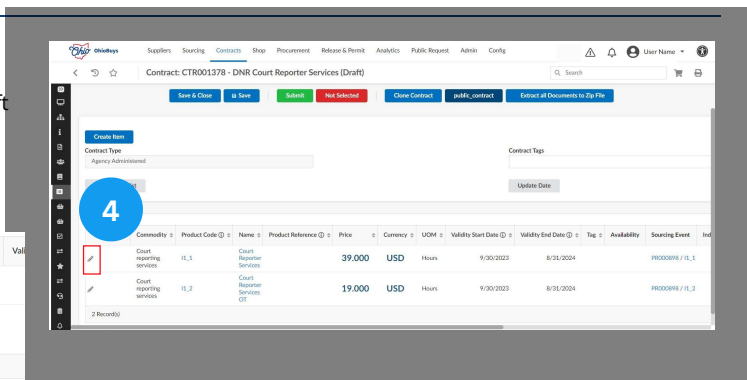 Ohio OhioBuys Suppliers Sourcing Contracts Shop Procurement Release & Permit Analytics Public Request Admin Config User Name
Contract: CTR001378 - DNR Court Reporter Services (Draft) Search
ft
Save & Close Save Submit Not Selected Clone Contract public_contract Extract all Documents to Zip File
Create Item
Contract Type Contract Tags
Agency Administered
Update Date
4
Commodity Product Code Name Product Reference Price Currency UOM Validity Start Date Validity End Date Tag Availability Sourcing Event Ind
Vali
Court reporting services I1_1 Court Reporter Services 39.000 USD Hours 9/30/2023 8/31/2024 PR000898 / I1_1
Court reporting services I1_2 Court Reporter Services OT 19.000 USD Hours 9/30/2023 8/31/2024 PR000898 / I1_2
2 Record(s)